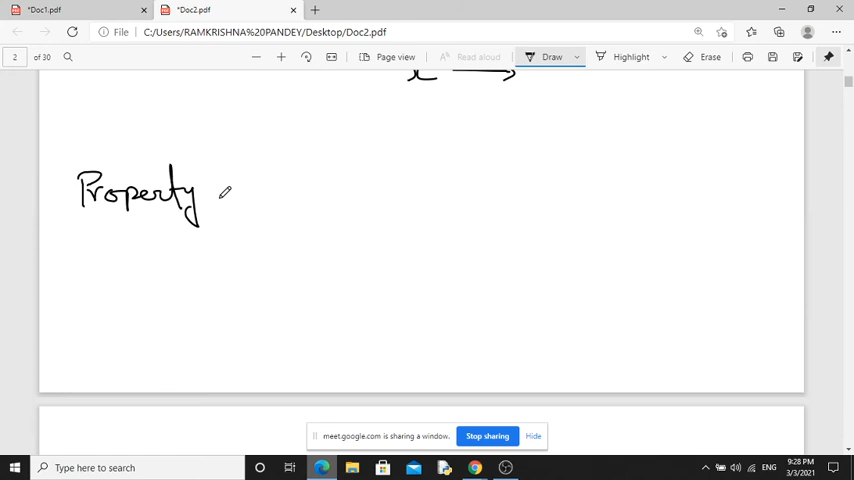 *Doc1.pdf
*Doc2.pdf
File
C:/Users/RAMKRISHNA%20PANDEY/Desktop/Doc2.pdf
2 of 30
Page view
Read aloud
Draw
Highlight
Erase
Property
meet.google.com is sharing a window.
Stop sharing
Hide
Type here to search
ENG
9:28 PM
3/3/2021